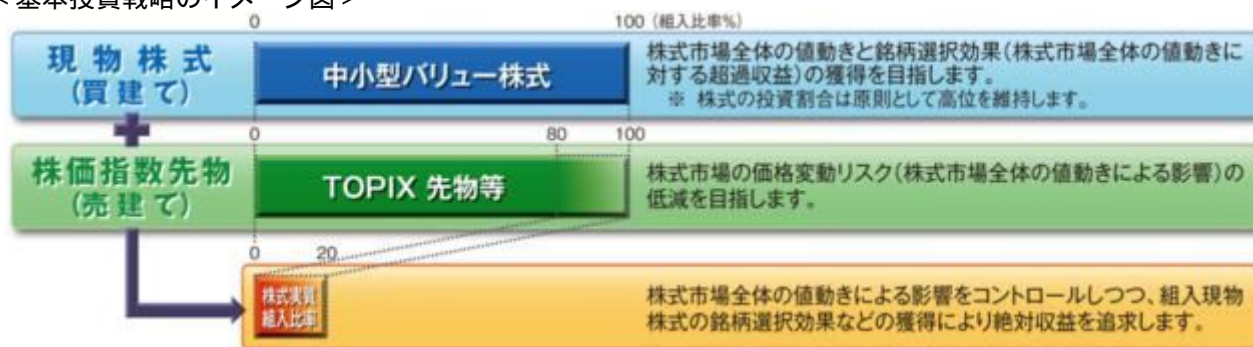 <基本投資戦略のイメージ図>
0 100 (組入比率%)
現物株式
(買建て)
中小型バリュー株式
株式市場全体の値動きと銘柄選択効果(株式市場全体の値動きに
対する超過収益)の獲得を目指します。
※ 株式の投資割合は原則として高位を維持します。
0 80 100
株価指数先物
(売建て)
TOPIX 先物等
株式市場の価格変動リスク(株式市場全体の値動きによる影響)の
低減を目指します。
0 20
株式実質
組入比率
株式市場全体の値動きによる影響をコントロールしつつ、組入現物
株式の銘柄選択効果などの獲得により絶対収益を追求します。